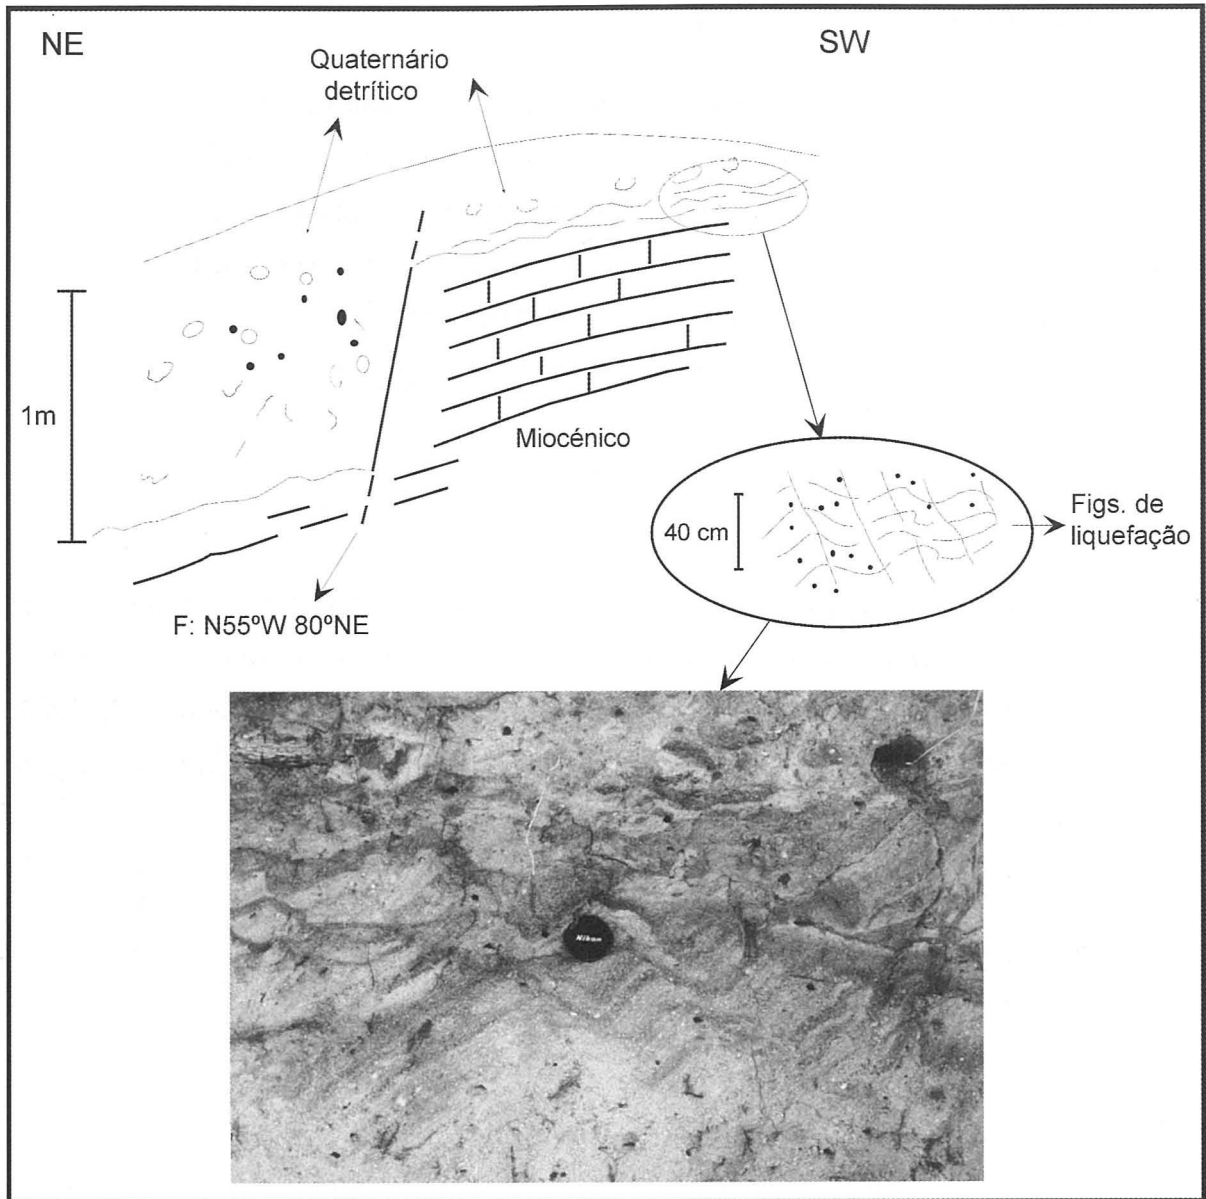 NE
SW
Quaternário
detrítico
1m
Miocénico
40 cm
Figs. de
liquefação
F: N55ºW 80ºNE
Nikon